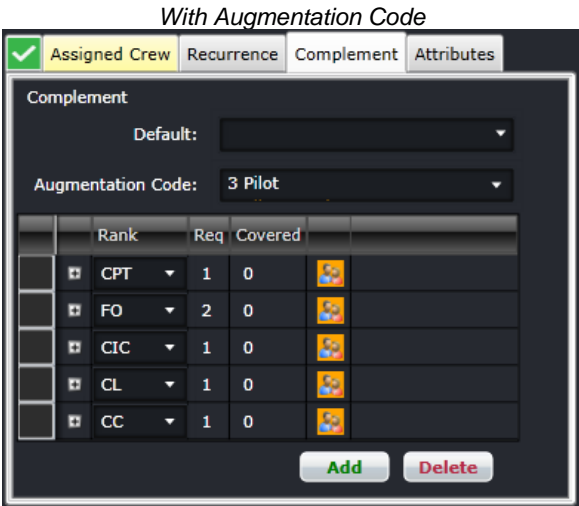 With Augmentation Code
Assigned Crew Recurrence Complement Attributes
Complement
Default:
Augmentation Code: 3 Pilot
Rank Req Covered
CPT 1 0
FO 2 0
CIC 1 0
CL 1 0
CC 1 0
Add Delete